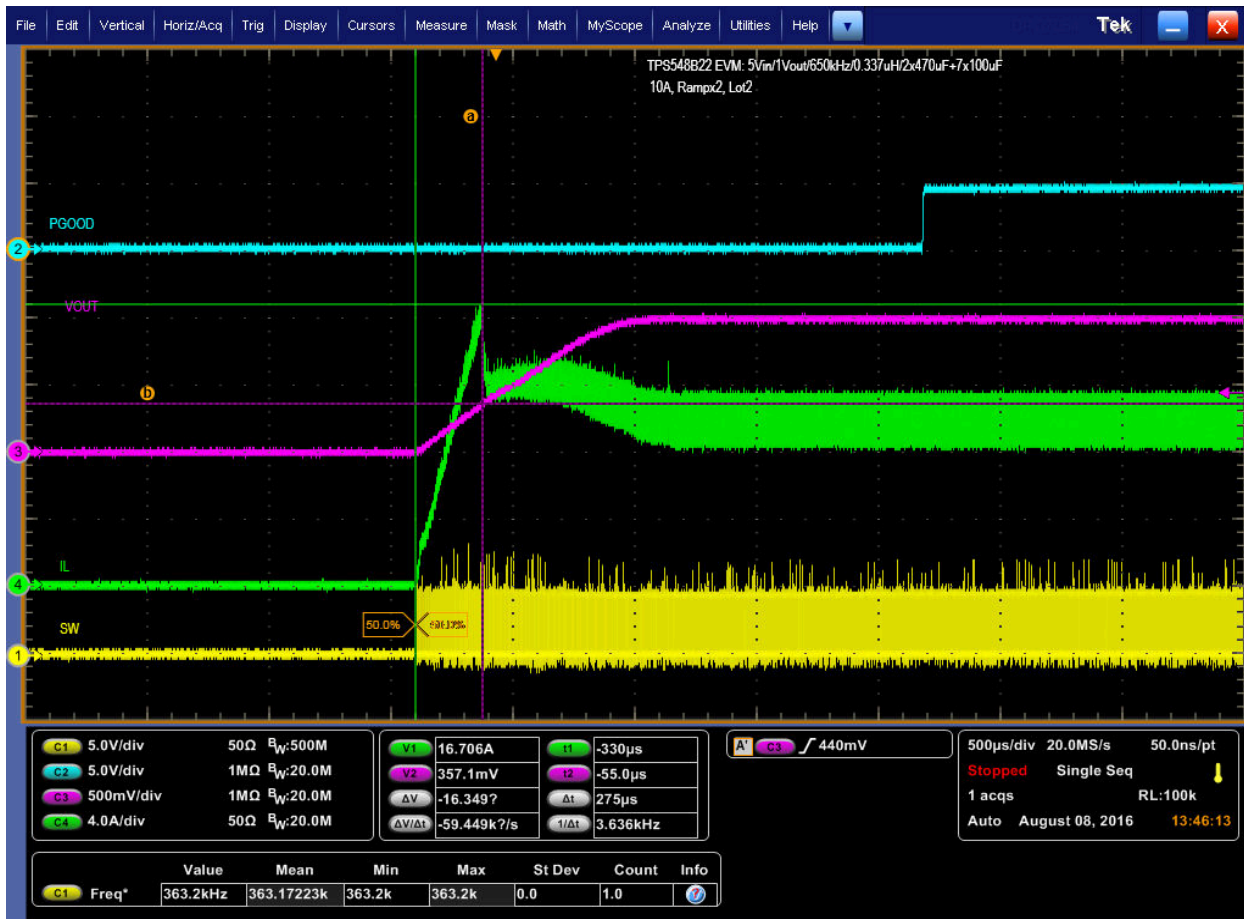 File Edit Vertical Horiz/Acq Trig Display Cursors Measure Mask Math MyScope Analyze Utilities Help Tek X
TPS548B22 EVM: 5Vin/1Vout/650kHz/0.337uH/2x470uF+7x100uF
10A, Rampx2, Lot2
a
PGOOD
2
VOUT
b
3
IL
4
50.0%
SW
1
C1 5.0V/div 50Ω BW:500M
C2 5.0V/div 1MΩ BW:20.0M
C3 500mV/div 1MΩ BW:20.0M
C4 4.0A/div 50Ω BW:20.0M
V1 16.706A t1 -330µs
V2 357.1mV t2 -55.0µs
ΔV -16.349? Δt 275µs
ΔV/Δt -59.449k?/s 1/Δt 3.636kHz
A' C3 440mV
500µs/div 20.0MS/s 50.0ns/pt
Stopped Single Seq
1 acqs RL:100k
Auto August 08, 2016 13:46:13
Value Mean Min Max St Dev Count Info
C1 Freq* 363.2kHz 363.17223k 363.2k 363.2k 0.0 1.0 ?